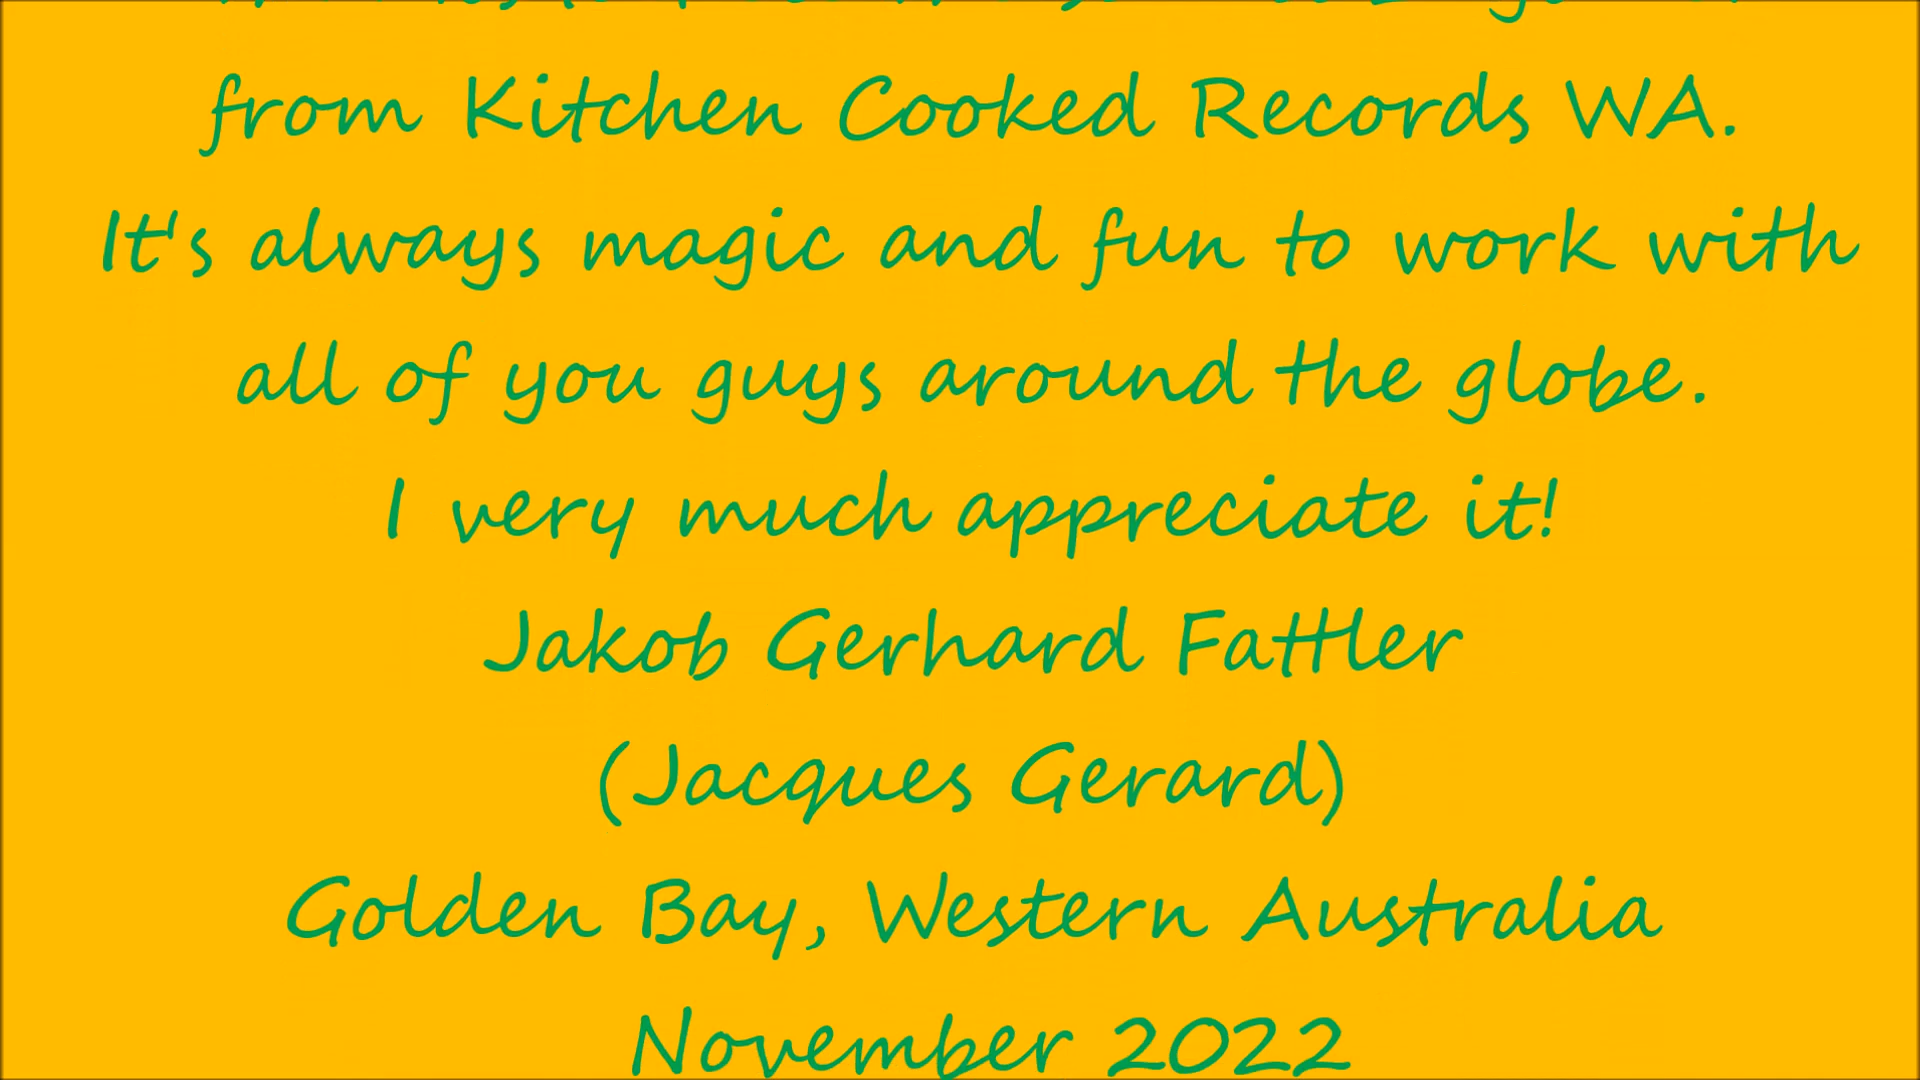 from Kitchen Cooked Records WA.
It's always magic and fun to work with
all of you guys around the globe.
I very much appreciate it!
Jakob Gerhard Fattler
(Jacques Gerard)
Golden Bay, Western Australia
November 2022